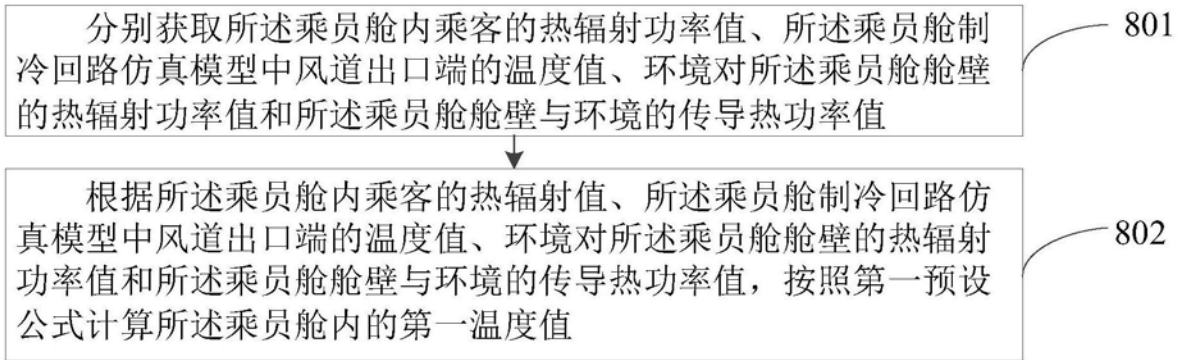 分别获取所述乘员舱内乘客的热辐射功率值、所述乘员舱制
冷回路仿真模型中风道出口端的温度值、环境对所述乘员舱舱壁
的热辐射功率值和所述乘员舱舱壁与环境的传导热功率值
801
根据所述乘员舱内乘客的热辐射值、所述乘员舱制冷回路仿
真模型中风道出口端的温度值、环境对所述乘员舱舱壁的热辐射
功率值和所述乘员舱舱壁与环境的传导热功率值，按照第一预设
公式计算所述乘员舱内的第一温度值
802